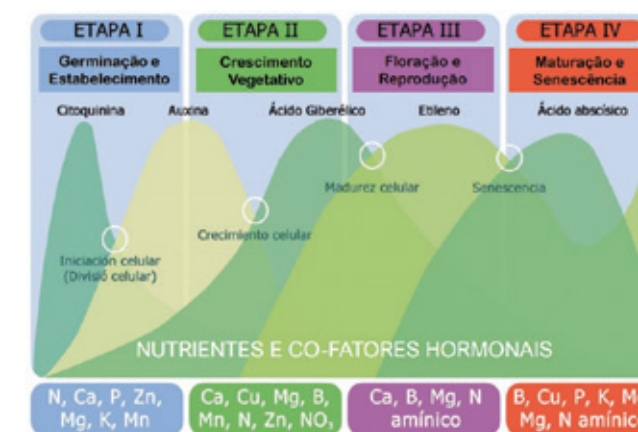 ETAPA I
Germinação e
Estabelecimento
ETAPA II
Crescimento
Vegetativo
ETAPA III
Floração e
Reprodução
ETAPA IV
Maturação e
Senescência
Citoquinina
Auxina
Ácido Giberélico
Etileno
Ácido abscísico
Iniciación celular
(Divisió celular)
Crecimiento celular
Madurez celular
Senescencia
NUTRIENTES E CO-FATORES HORMONAIS
N, Ca, P, Zn,
Mg, K, Mn
Ca, Cu, Mg, B,
Mn, N, Zn, NO₃
Ca, B, Mg, N
amínico
B, Cu, P, K,
Mg, N amínic